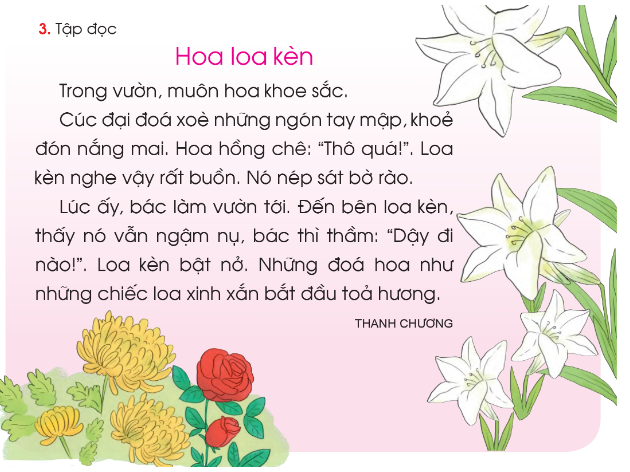 3. Tập đọc
Hoa loa kèn
Trong vườn, muôn hoa khoe sắc.
Cúc đại đoá xoè những ngón tay mập, khoẻ
đón nắng mai. Hoa hồng chê: “Thô quá!”. Loa
kèn nghe vậy rất buồn. Nó nép sát bờ rào.
Lúc ấy, bác làm vườn tới. Đến bên loa kèn,
thấy nó vẫn ngậm nụ, bác thì thầm: “Dậy đi
nào!”. Loa kèn bật nở. Những đoá hoa như
những chiếc loa xinh xắn bắt đầu toả hương.
THANH CHƯƠNG